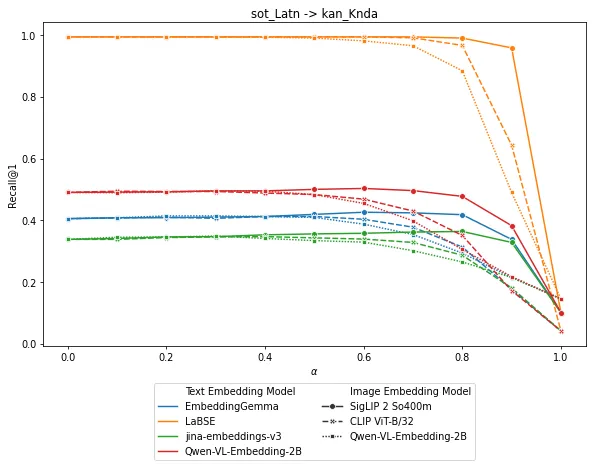 sot_Latn -> kan_Knda
Recall@1
1.0
0.8
0.6
0.4
0.2
0.0
0.0 0.2 0.4 0.6 0.8 1.0
α
Text Embedding Model
EmbeddingGemma
LaBSE
jina-embeddings-v3
Qwen-VL-Embedding-2B
Image Embedding Model
SigLIP 2 So400m
CLIP ViT-B/32
Qwen-VL-Embedding-2B